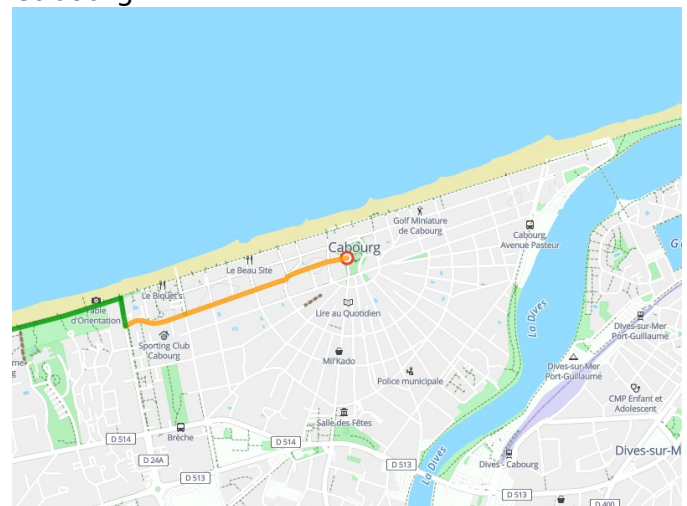 Golf Miniature
de Cabourg
Cabourg
Cabourg,
Avenue Pasteur
Le Beau Site
Le Biquet's
Table
d'Orientation
Lire au Quotidien
La Dives
Sporting Club
Cabourg
Dives-sur-Mer
Port-Guillaume
Mil'Kado
Police municipale
Dives-sur-Mer
Port-Guillaume
CMP Enfant et
Adolescent
Salle des Fêtes
Brèche
D 514
D 514
D 24A
D 513
D 513
La Dives
Dives - Cabourg
Dives-sur-M
D 513
D 400